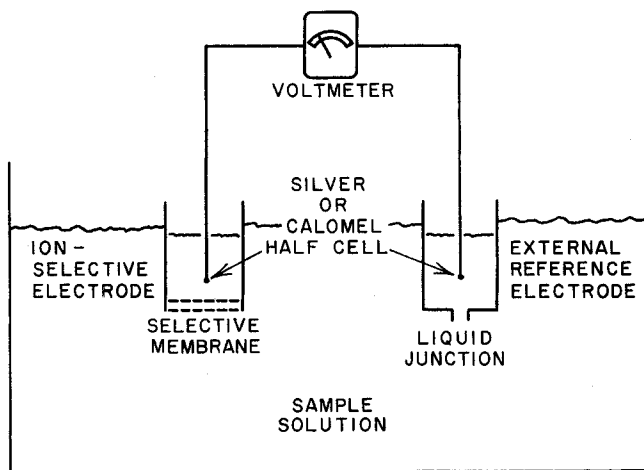 VOLTMETER
SILVER
OR
CALOMEL
HALF CELL
ION-
SELECTIVE
ELECTRODE
EXTERNAL
REFERENCE
ELECTRODE
SELECTIVE
MEMBRANE
LIQUID
JUNCTION
SAMPLE
SOLUTION